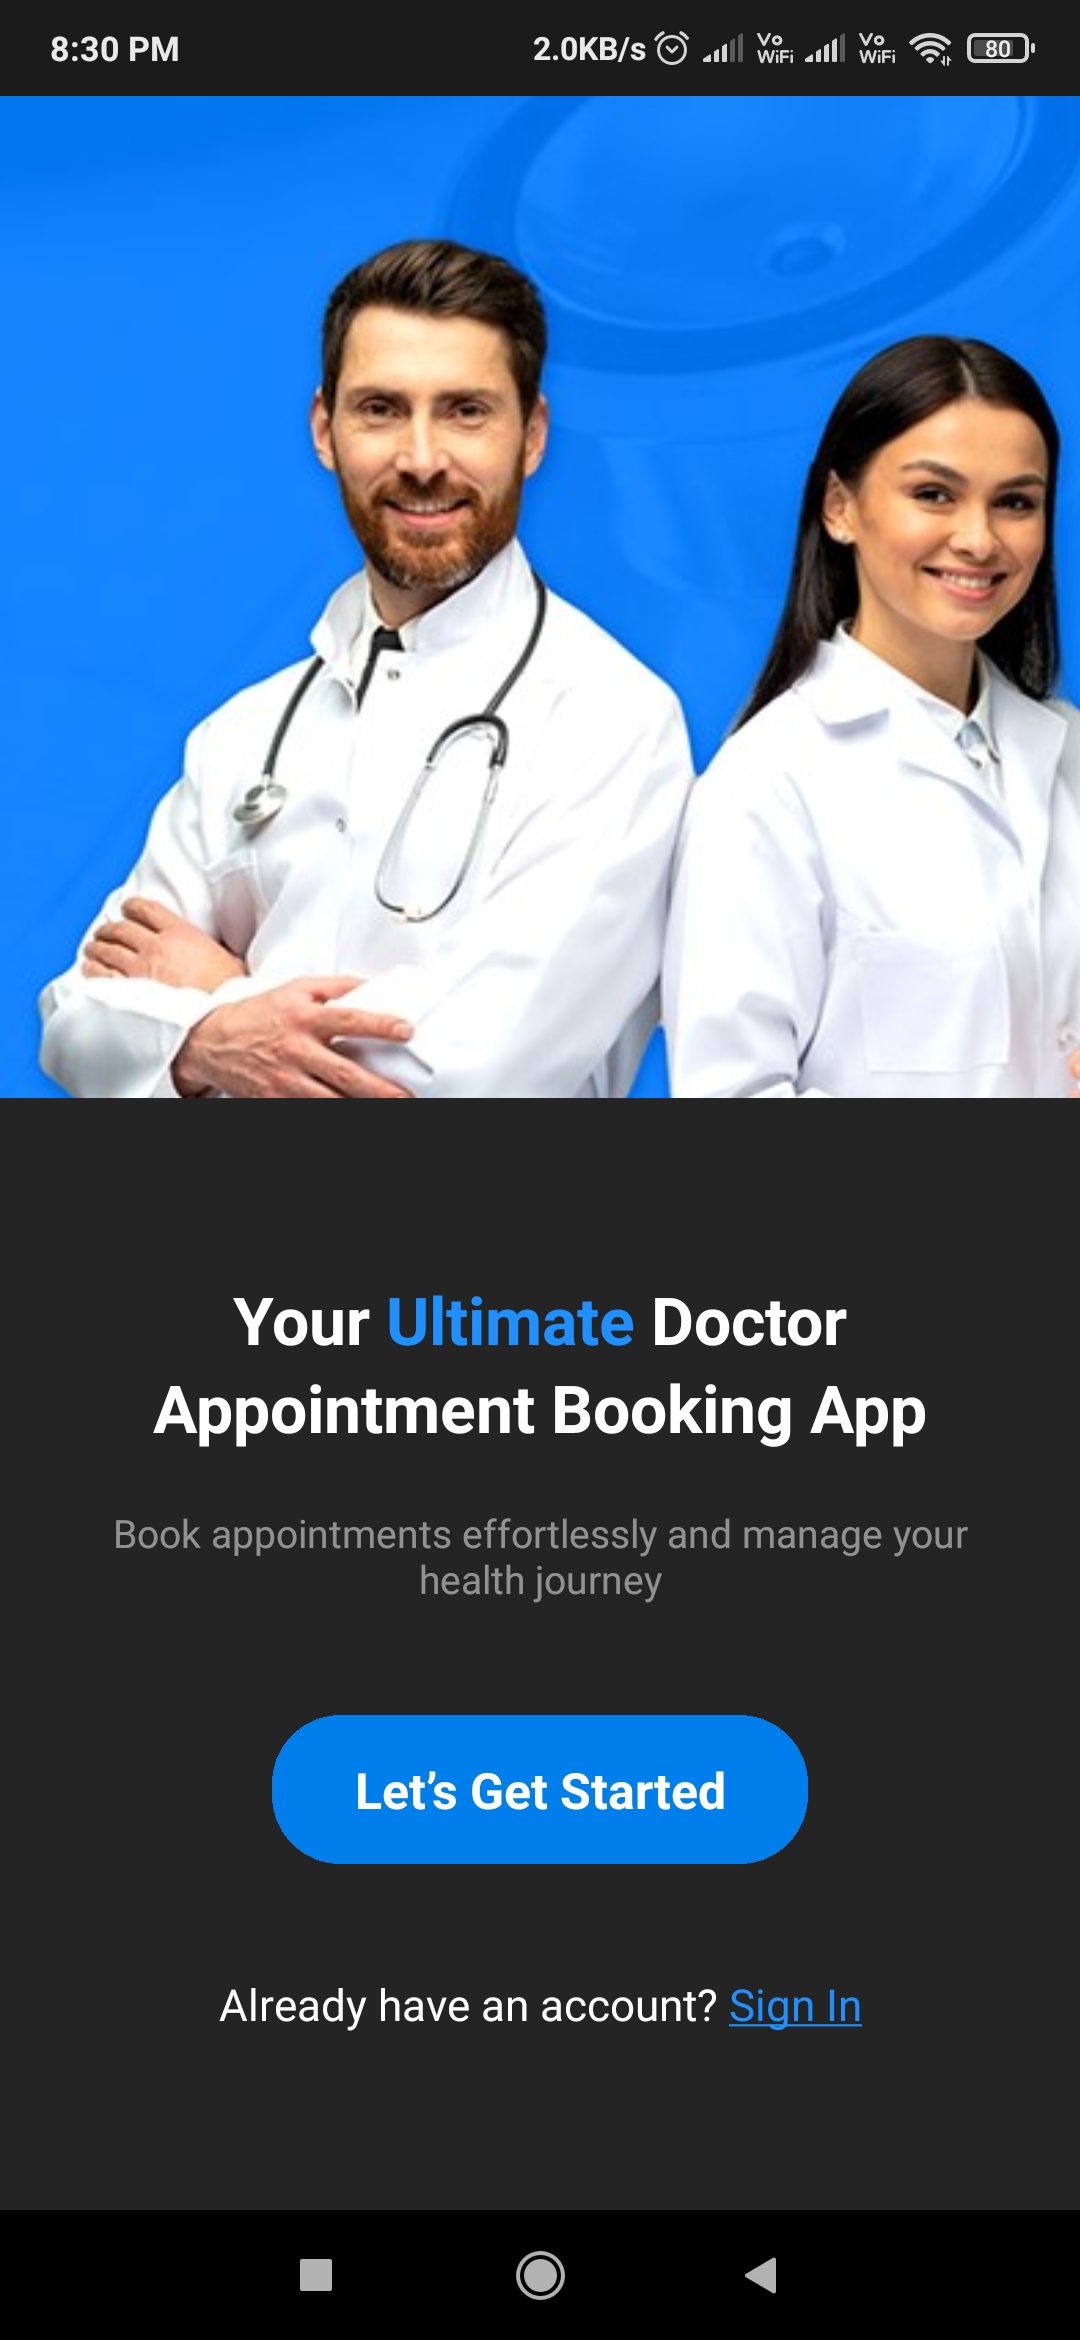 8:30 PM 2.0KB/s Vo WiFi Vo WiFi 80
Your Ultimate Doctor
Appointment Booking App
Book appointments effortlessly and manage your
health journey
Let’s Get Started
Already have an account? Sign In